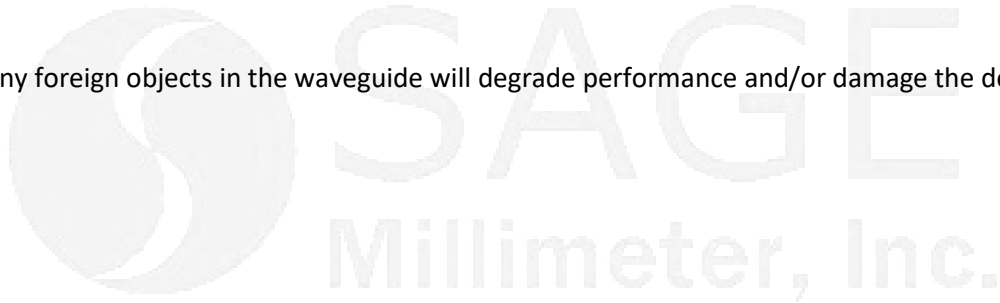 ny foreign objects in the waveguide will degrade performance and/or damage the de
SAGE
Millimeter, Inc.